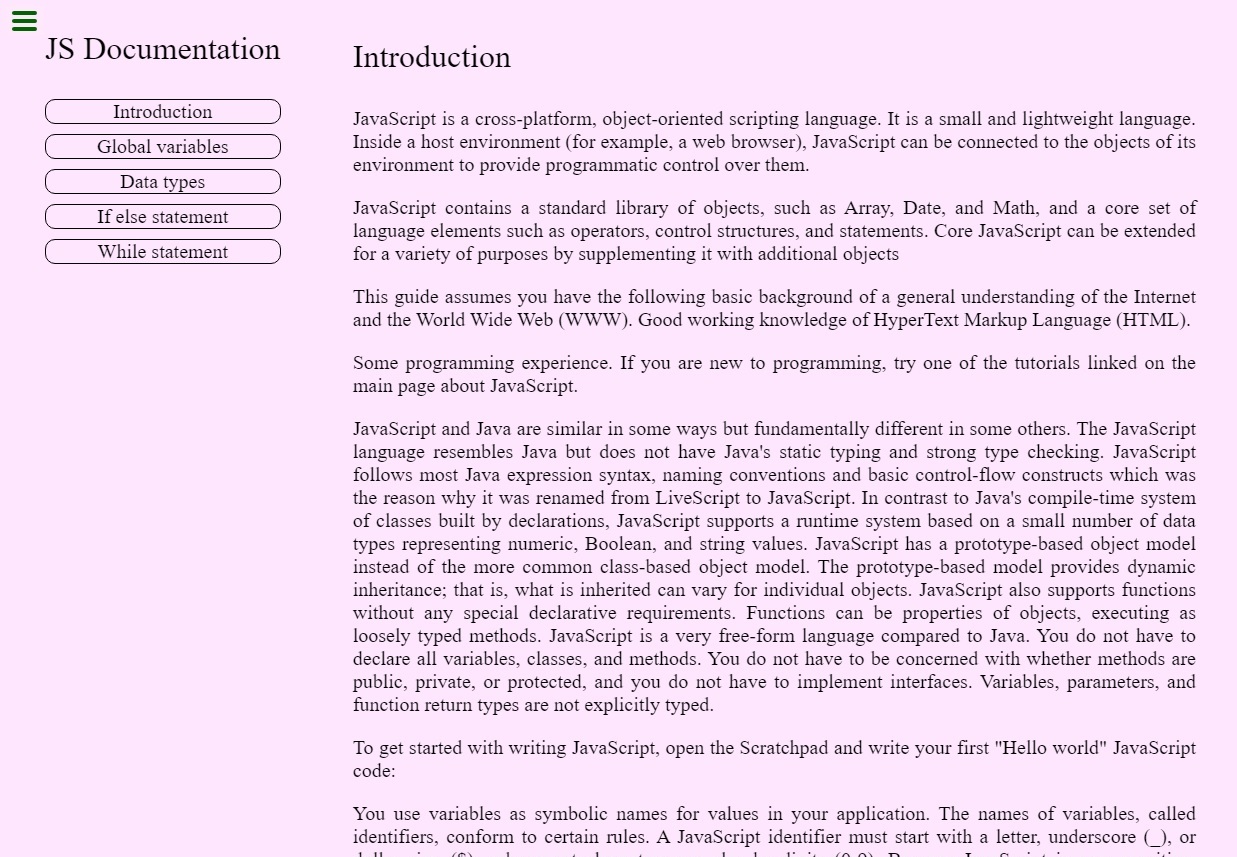 JS Documentation
Introduction
Global variables
Data types
If else statement
While statement
Introduction
JavaScript is a cross-platform, object-oriented scripting language. It is a small and lightweight language.
Inside a host environment (for example, a web browser), JavaScript can be connected to the objects of its
environment to provide programmatic control over them.
JavaScript contains a standard library of objects, such as Array, Date, and Math, and a core set of
language elements such as operators, control structures, and statements. Core JavaScript can be extended
for a variety of purposes by supplementing it with additional objects
This guide assumes you have the following basic background of a general understanding of the Internet
and the World Wide Web (WWW). Good working knowledge of HyperText Markup Language (HTML).
Some programming experience. If you are new to programming, try one of the tutorials linked on the
main page about JavaScript.
JavaScript and Java are similar in some ways but fundamentally different in some others. The JavaScript
language resembles Java but does not have Java's static typing and strong type checking. JavaScript
follows most Java expression syntax, naming conventions and basic control-flow constructs which was
the reason why it was renamed from LiveScript to JavaScript. In contrast to Java's compile-time system
of classes built by declarations, JavaScript supports a runtime system based on a small number of data
types representing numeric, Boolean, and string values. JavaScript has a prototype-based object model
instead of the more common class-based object model. The prototype-based model provides dynamic
inheritance; that is, what is inherited can vary for individual objects. JavaScript also supports functions
without any special declarative requirements. Functions can be properties of objects, executing as
loosely typed methods. JavaScript is a very free-form language compared to Java. You do not have to
declare all variables, classes, and methods. You do not have to be concerned with whether methods are
public, private, or protected, and you do not have to implement interfaces. Variables, parameters, and
function return types are not explicitly typed.
To get started with writing JavaScript, open the Scratchpad and write your first "Hello world" JavaScript
code:
You use variables as symbolic names for values in your application. The names of variables, called
identifiers, conform to certain rules. A JavaScript identifier must start with a letter, underscore (_), or